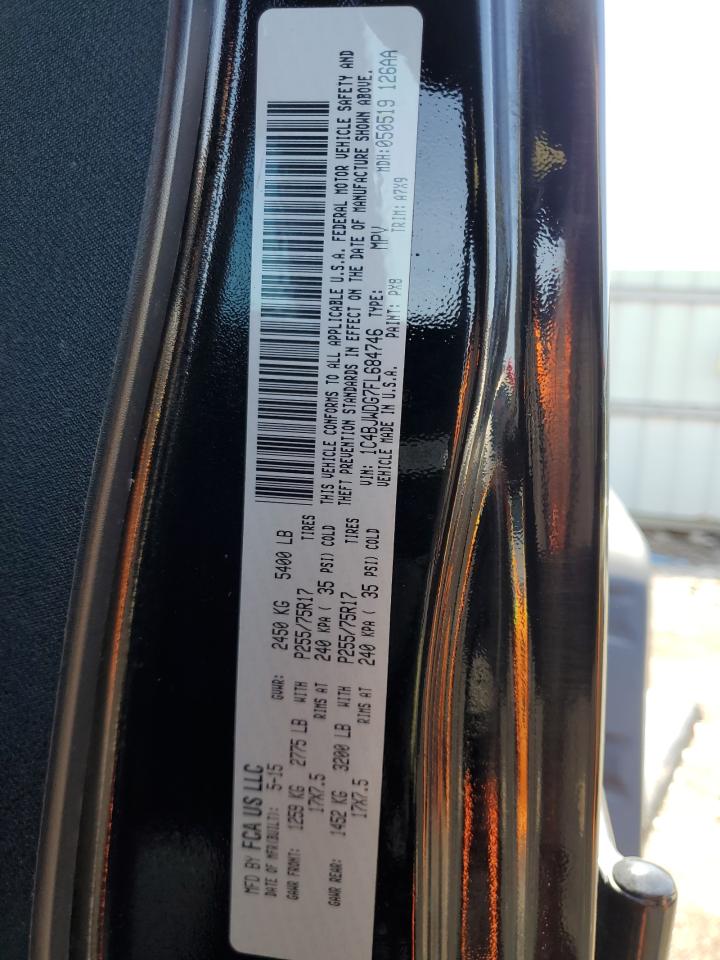 MFD BY FCA US LLC
DATE OF MFR(BUILT): 5-15 GVWR: 2450 KG 5400 LB
GAWR FRONT: 1259 KG 2775 LB WITH P255/75R17 TIRES
17X7.5 RIMS AT 240 KPA ( 35 PSI) COLD
GAWR REAR: 1452 KG 3200 LB WITH P255/75R17 TIRES
17X7.5 RIMS AT 240 KPA ( 35 PSI) COLD
THIS VEHICLE CONFORMS TO ALL APPLICABLE U.S.A. FEDERAL MOTOR VEHICLE SAFETY AND
THEFT PREVENTION STANDARDS IN EFFECT ON THE DATE OF MANUFACTURE SHOWN ABOVE.
VIN: 1C4BJWDG7FL684746 TYPE: MPV MDH:050519 126AA
VEHICLE MADE IN U.S.A. PAINT: PX8 TRIM: A7X9